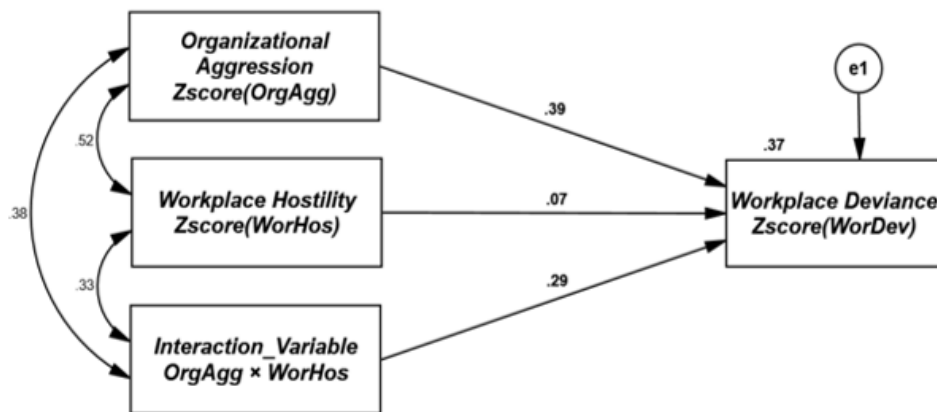 Organizational
Aggression
Zscore(OrgAgg)
e1
.39
.37
.52
Workplace Hostility
Zscore(WorHos)
.07
Workplace Deviance
Zscore(WorDev)
.38
.33
.29
Interaction_Variable
OrgAgg × WorHos